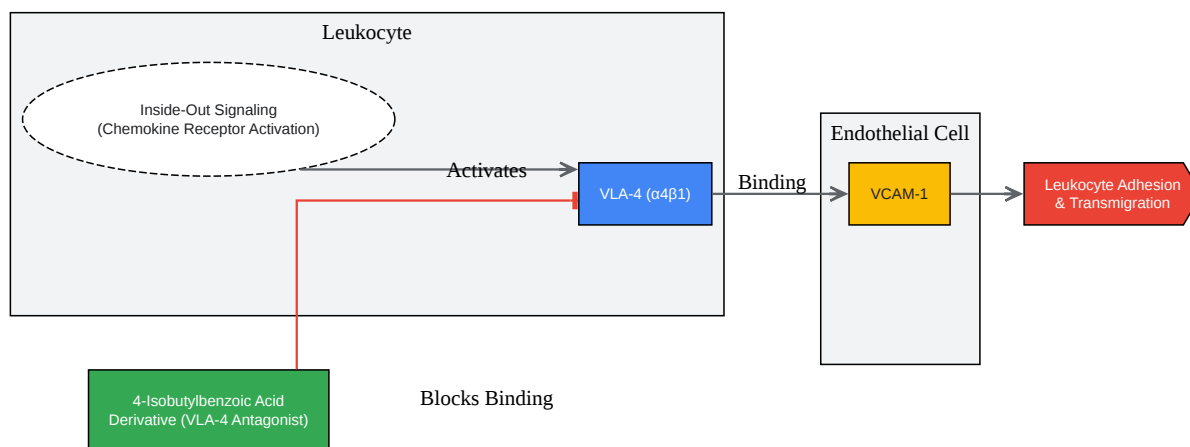 Leukocyte
Inside-Out Signaling
(Chemokine Receptor Activation)
Activates
VLA-4 (α4β1)
Binding
Endothelial Cell
VCAM-1
Leukocyte Adhesion
& Transmigration
4-Isobutylbenzoic Acid
Derivative (VLA-4 Antagonist)
Blocks Binding